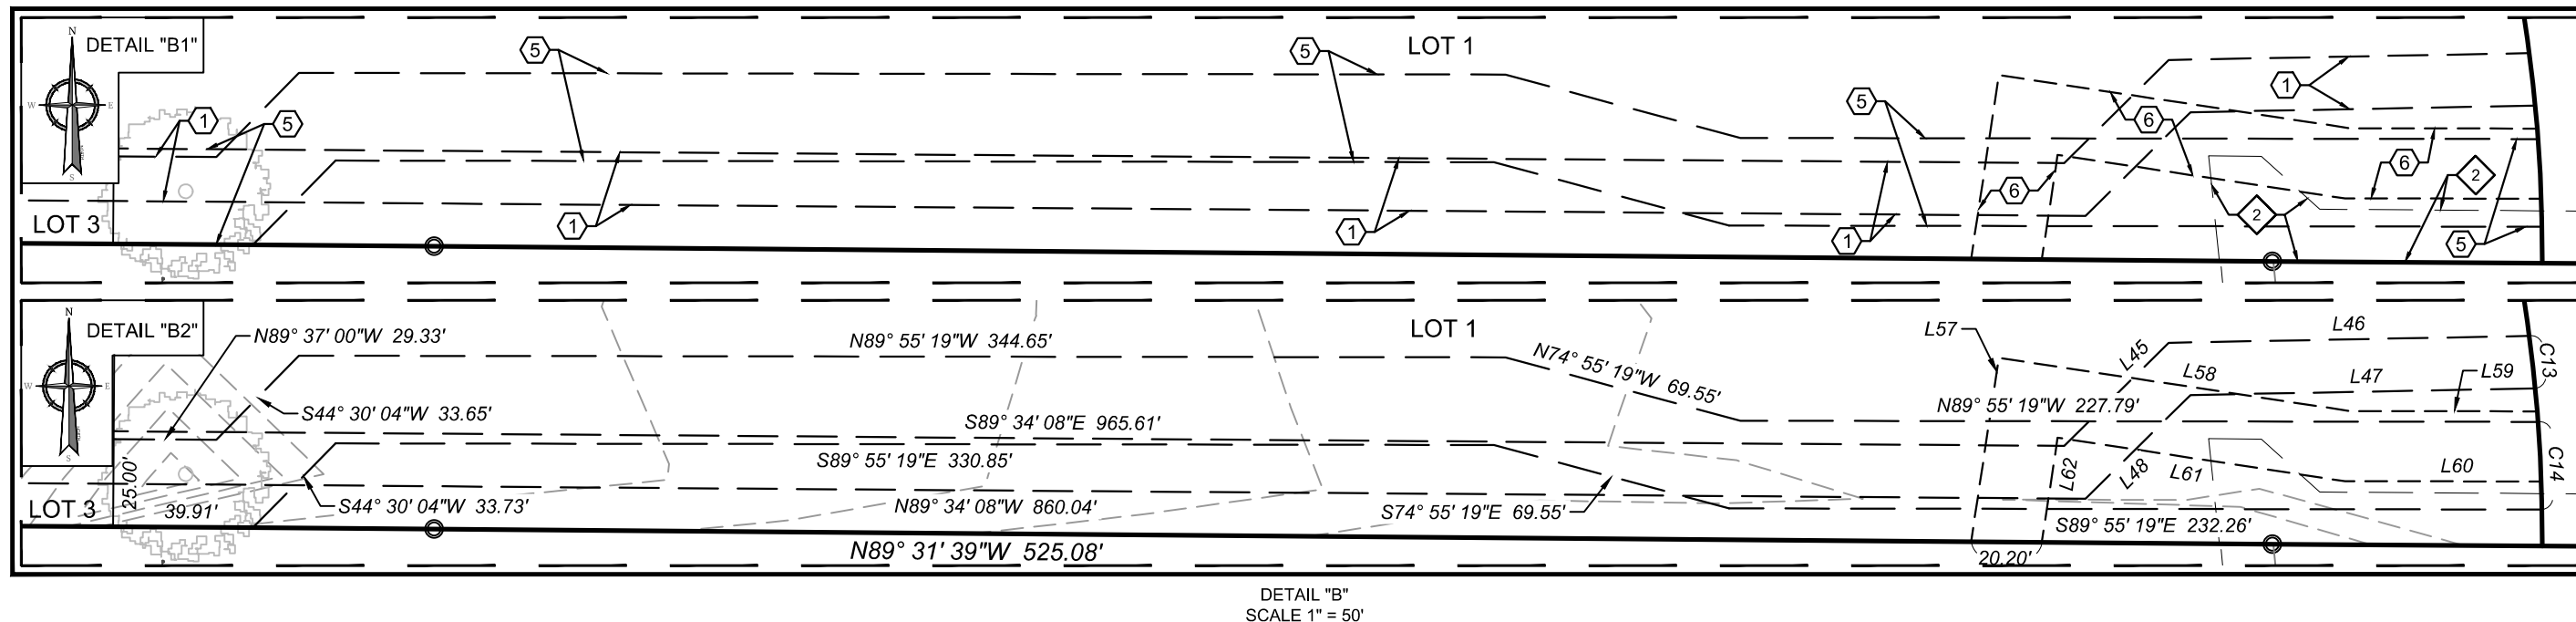 DETAIL "B1"
N
W E
S
LOT 1
5
5
5
1
5
1
6
6
2
6
2
1
1
1
5
LOT 3
DETAIL "B2"
N
W E
S
LOT 1
N89° 37' 00"W 29.33'
N89° 55' 19"W 344.65'
N74° 55' 19"W 69.55'
L57
L46
L45
C13
L58
L47
L59
S44° 30' 04"W 33.65'
N89° 55' 19"W 227.79'
S89° 34' 08"E 965.61'
S89° 55' 19"E 330.85'
L62
L48
L61
L60
C14
25.00'
LOT 3
39.91'
S44° 30' 04"W 33.73'
N89° 34' 08"W 860.04'
S74° 55' 19"E 69.55'
S89° 55' 19"E 232.26'
N89° 31' 39"W 525.08'
20.20'
DETAIL "B"
SCALE 1" = 50'